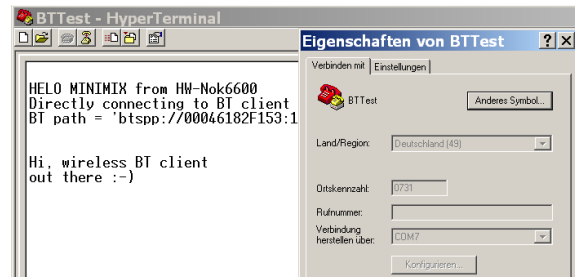 BTTest - HyperTerminal
HELO MINIMIX from HW-Nok6600
Directly connecting to BT client
BT path = 'btspp://00046182F153:1
Hi, wireless BT client
out there :-)
Eigenschaften von BTTest
Verbinden mit Einstellungen
BTTest
Anderes Symbol...
Land/Region: Deutschland (49)
Ortskennzahl: 0731
Rufnummer:
Verbindung
herstellen über: COM7
Konfigurieren...